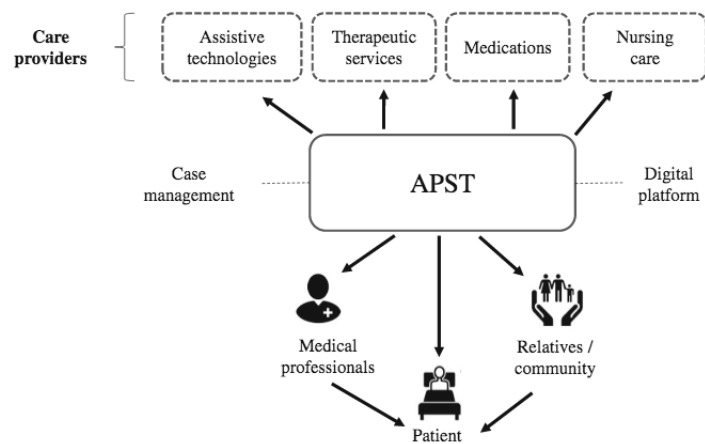 Care
providers
Assistive
technologies
Therapeutic
services
Medications
Nursing
care
Case
management
APST
Digital
platform
Medical
professionals
Relatives /
community
Patient